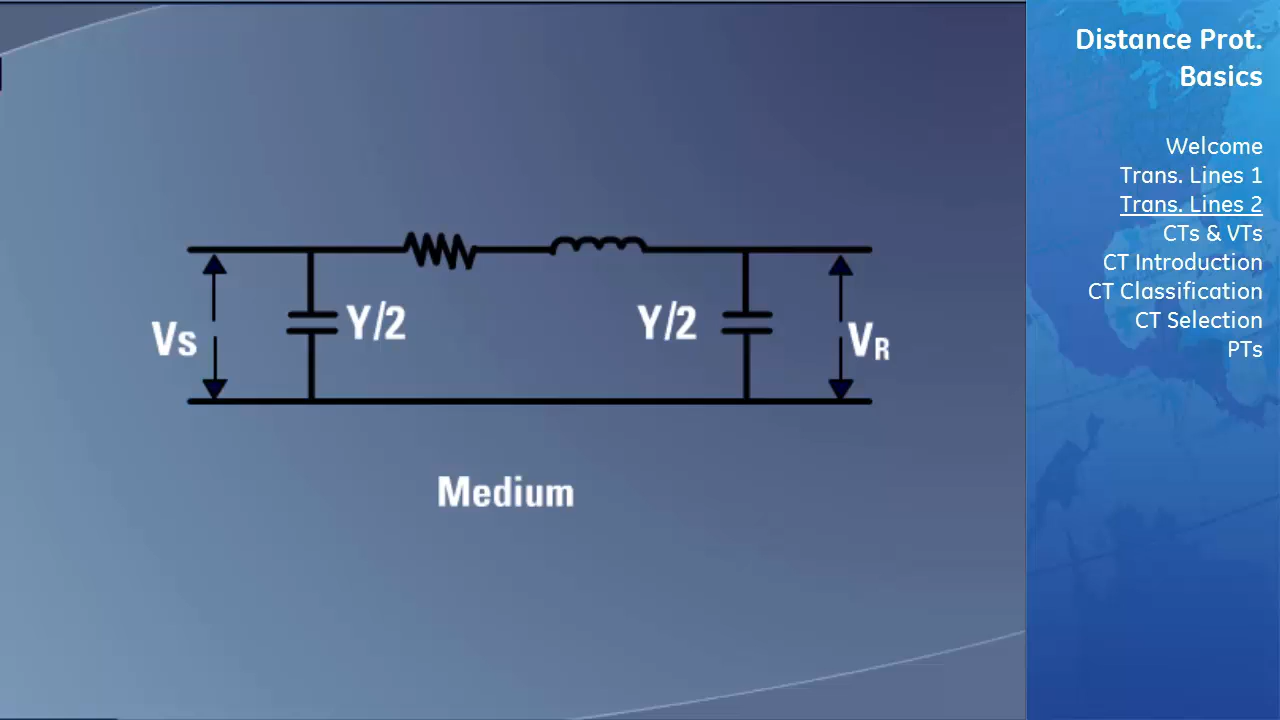 Vs
Y/2
Y/2
VR
Medium
Distance Prot.
Basics
Welcome
Trans. Lines 1
Trans. Lines 2
CTs & VTs
CT Introduction
CT Classification
CT Selection
PTs